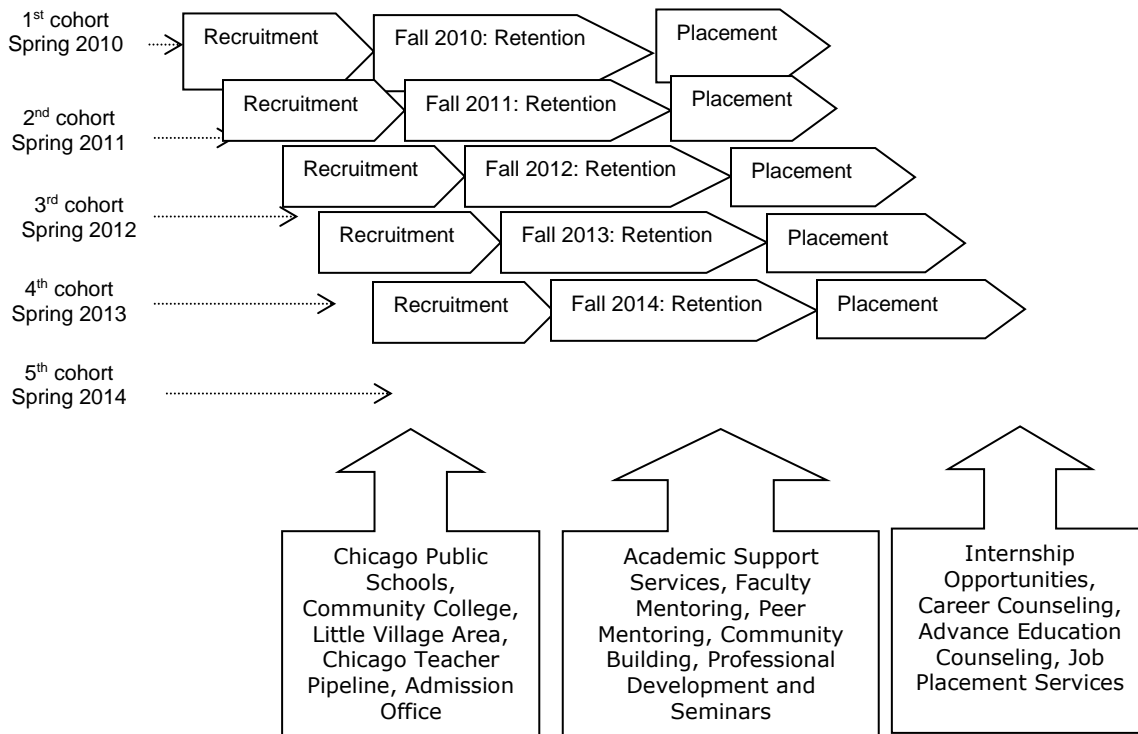 1st cohort
Spring 2010
Recruitment
Fall 2010: Retention
Placement
2nd cohort
Spring 2011
Recruitment
Fall 2011: Retention
Placement
3rd cohort
Spring 2012
Recruitment
Fall 2012: Retention
Placement
4th cohort
Spring 2013
Recruitment
Fall 2013: Retention
Placement
5th cohort
Spring 2014
Recruitment
Fall 2014: Retention
Placement
Chicago Public
Schools,
Community College,
Little Village Area,
Chicago Teacher
Pipeline, Admission
Office
Academic Support
Services, Faculty
Mentoring, Peer
Mentoring, Community
Building, Professional
Development and
Seminars
Internship
Opportunities,
Career Counseling,
Advance Education
Counseling, Job
Placement Services